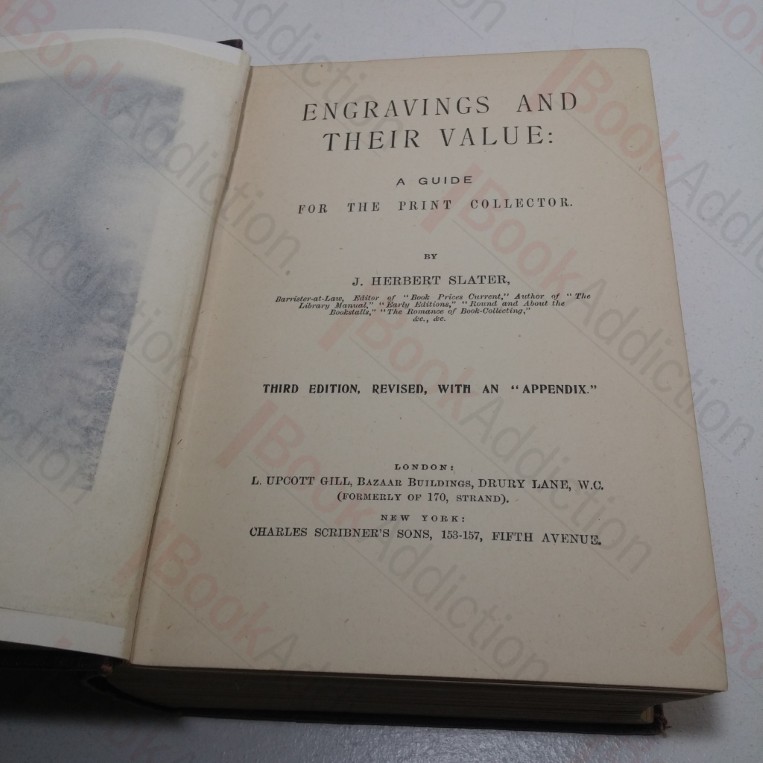 ENGRAVINGS AND
THEIR VALUE:
A GUIDE
FOR THE PRINT COLLECTOR.
BY
J. HERBERT SLATER,
Barrister-at-Law, Editor of "Book Prices Current," Author of "The
Library Manual," "Early Editions," "Round and About the
Bookstalls," "The Romance of Book-Collecting,"
&c., &c.
THIRD EDITION, REVISED, WITH AN "APPENDIX."
LONDON:
L. UPCOTT GILL, BAZAAR BUILDINGS, DRURY LANE, W.C.
(FORMERLY OF 170, STRAND).
NEW YORK:
CHARLES SCRIBNER'S SONS, 153-157, FIFTH AVENUE.
BookAddiction